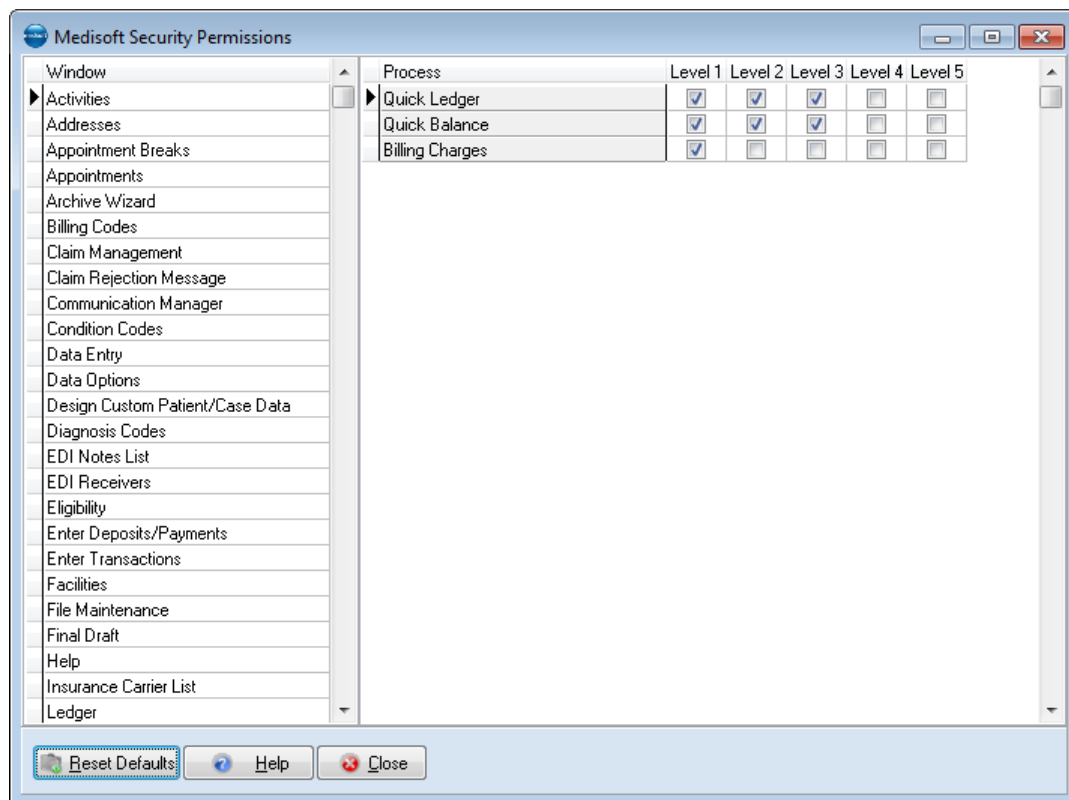 Medisoft Security Permissions
Window
Activities
Addresses
Appointment Breaks
Appointments
Archive Wizard
Billing Codes
Claim Management
Claim Rejection Message
Communication Manager
Condition Codes
Data Entry
Data Options
Design Custom Patient/Case Data
Diagnosis Codes
EDI Notes List
EDI Receivers
Eligibility
Enter Deposits/Payments
Enter Transactions
Facilities
File Maintenance
Final Draft
Help
Insurance Carrier List
Ledger
Process Level 1 Level 2 Level 3 Level 4 Level 5
Quick Ledger
Quick Balance
Billing Charges
Reset Defaults Help Close